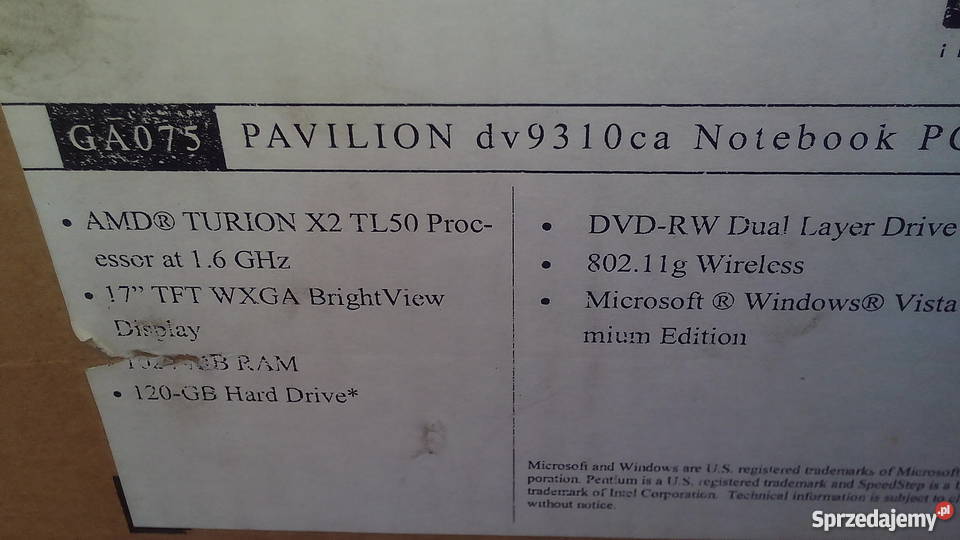 GA075 PAVILION dv9310ca Notebook PC
• AMD® TURION X2 TL50 Proc-
essor at 1.6 GHz
• 17” TFT WXGA BrightView
Display
RAM
• 120-GB Hard Drive*
• DVD-RW Dual Layer Drive
• 802.11g Wireless
• Microsoft ® Windows® Vista
mium Edition
Microsoft and Windows are U.S. registered trademarks of Microsoft
poration. Pentium is a U.S. registered trademark and SpeedStep is a
trademark of Intel Corporation. Technical information is subject to
without notice.
Sprzedajemy.pl